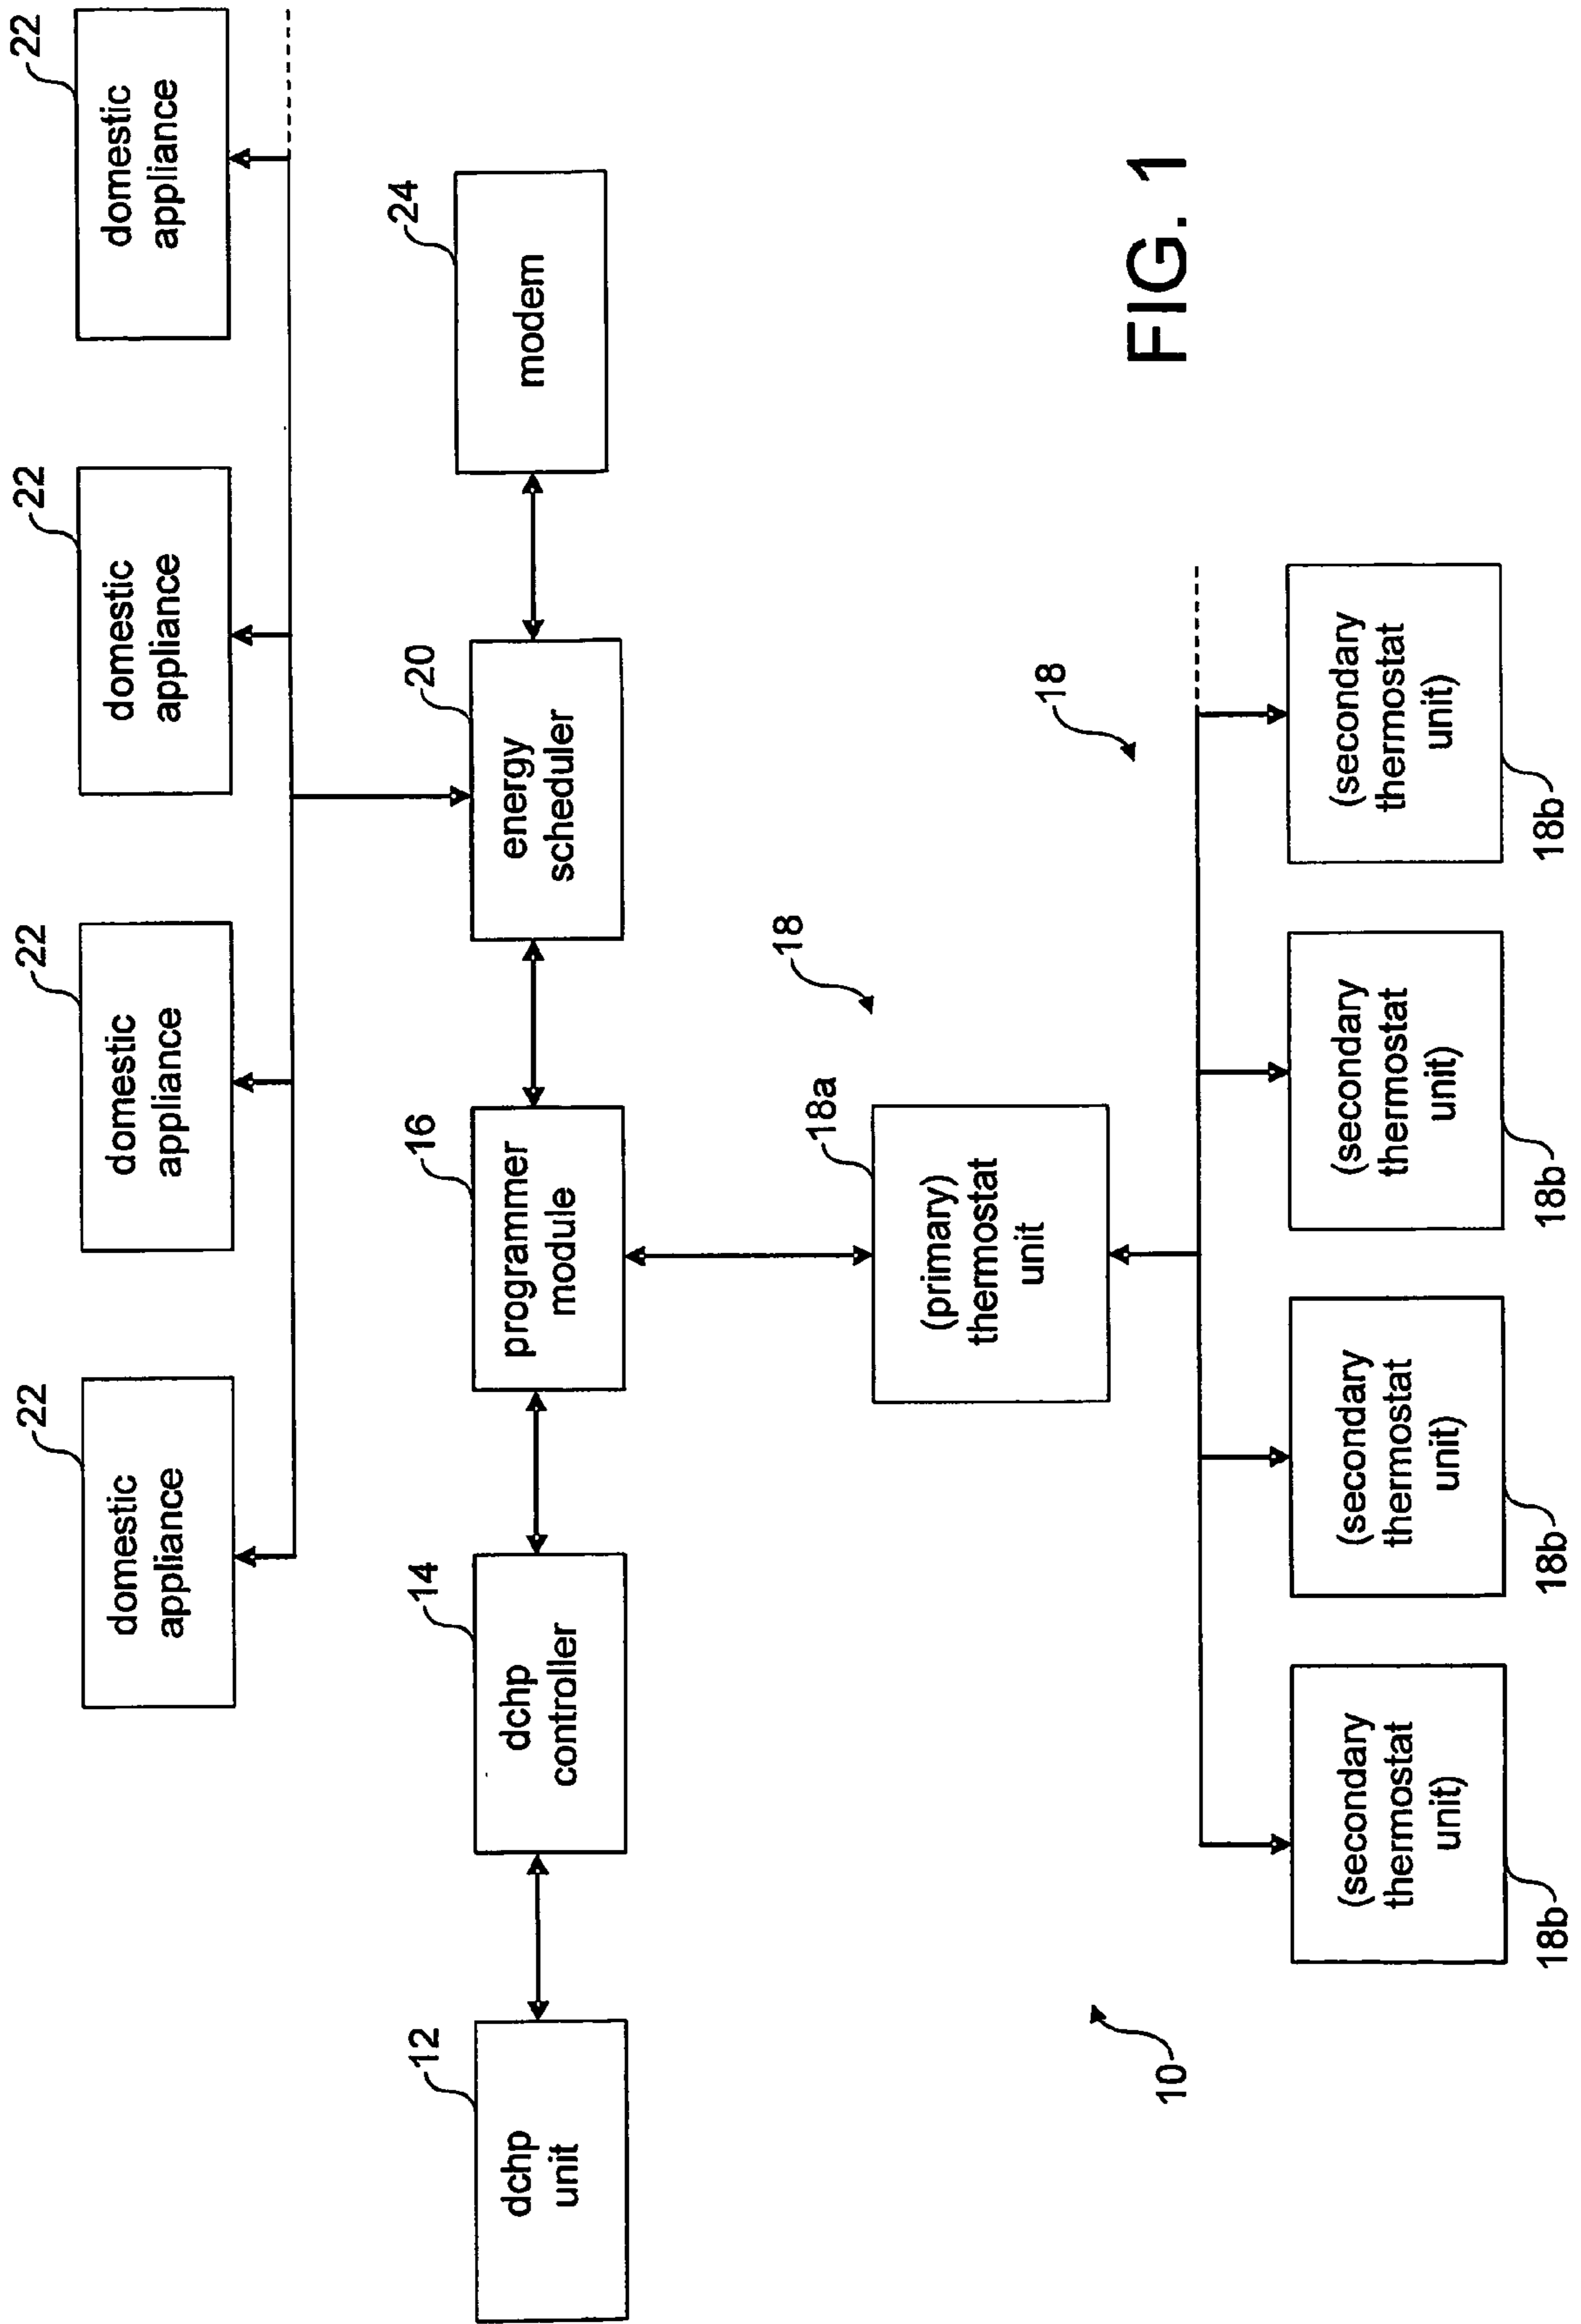 22
22
22
22
domestic
appliance
domestic
appliance
domestic
appliance
domestic
appliance
12
14
16
20
24
dchp
unit
dchp
controller
programmer
module
energy
scheduler
modem
18
18a
(primary)
thermostat
unit
18
10
FIG. 1
(secondary
thermostat
unit)
(secondary
thermostat
unit)
(secondary
thermostat
unit)
(secondary
thermostat
unit)
18b
18b
18b
18b